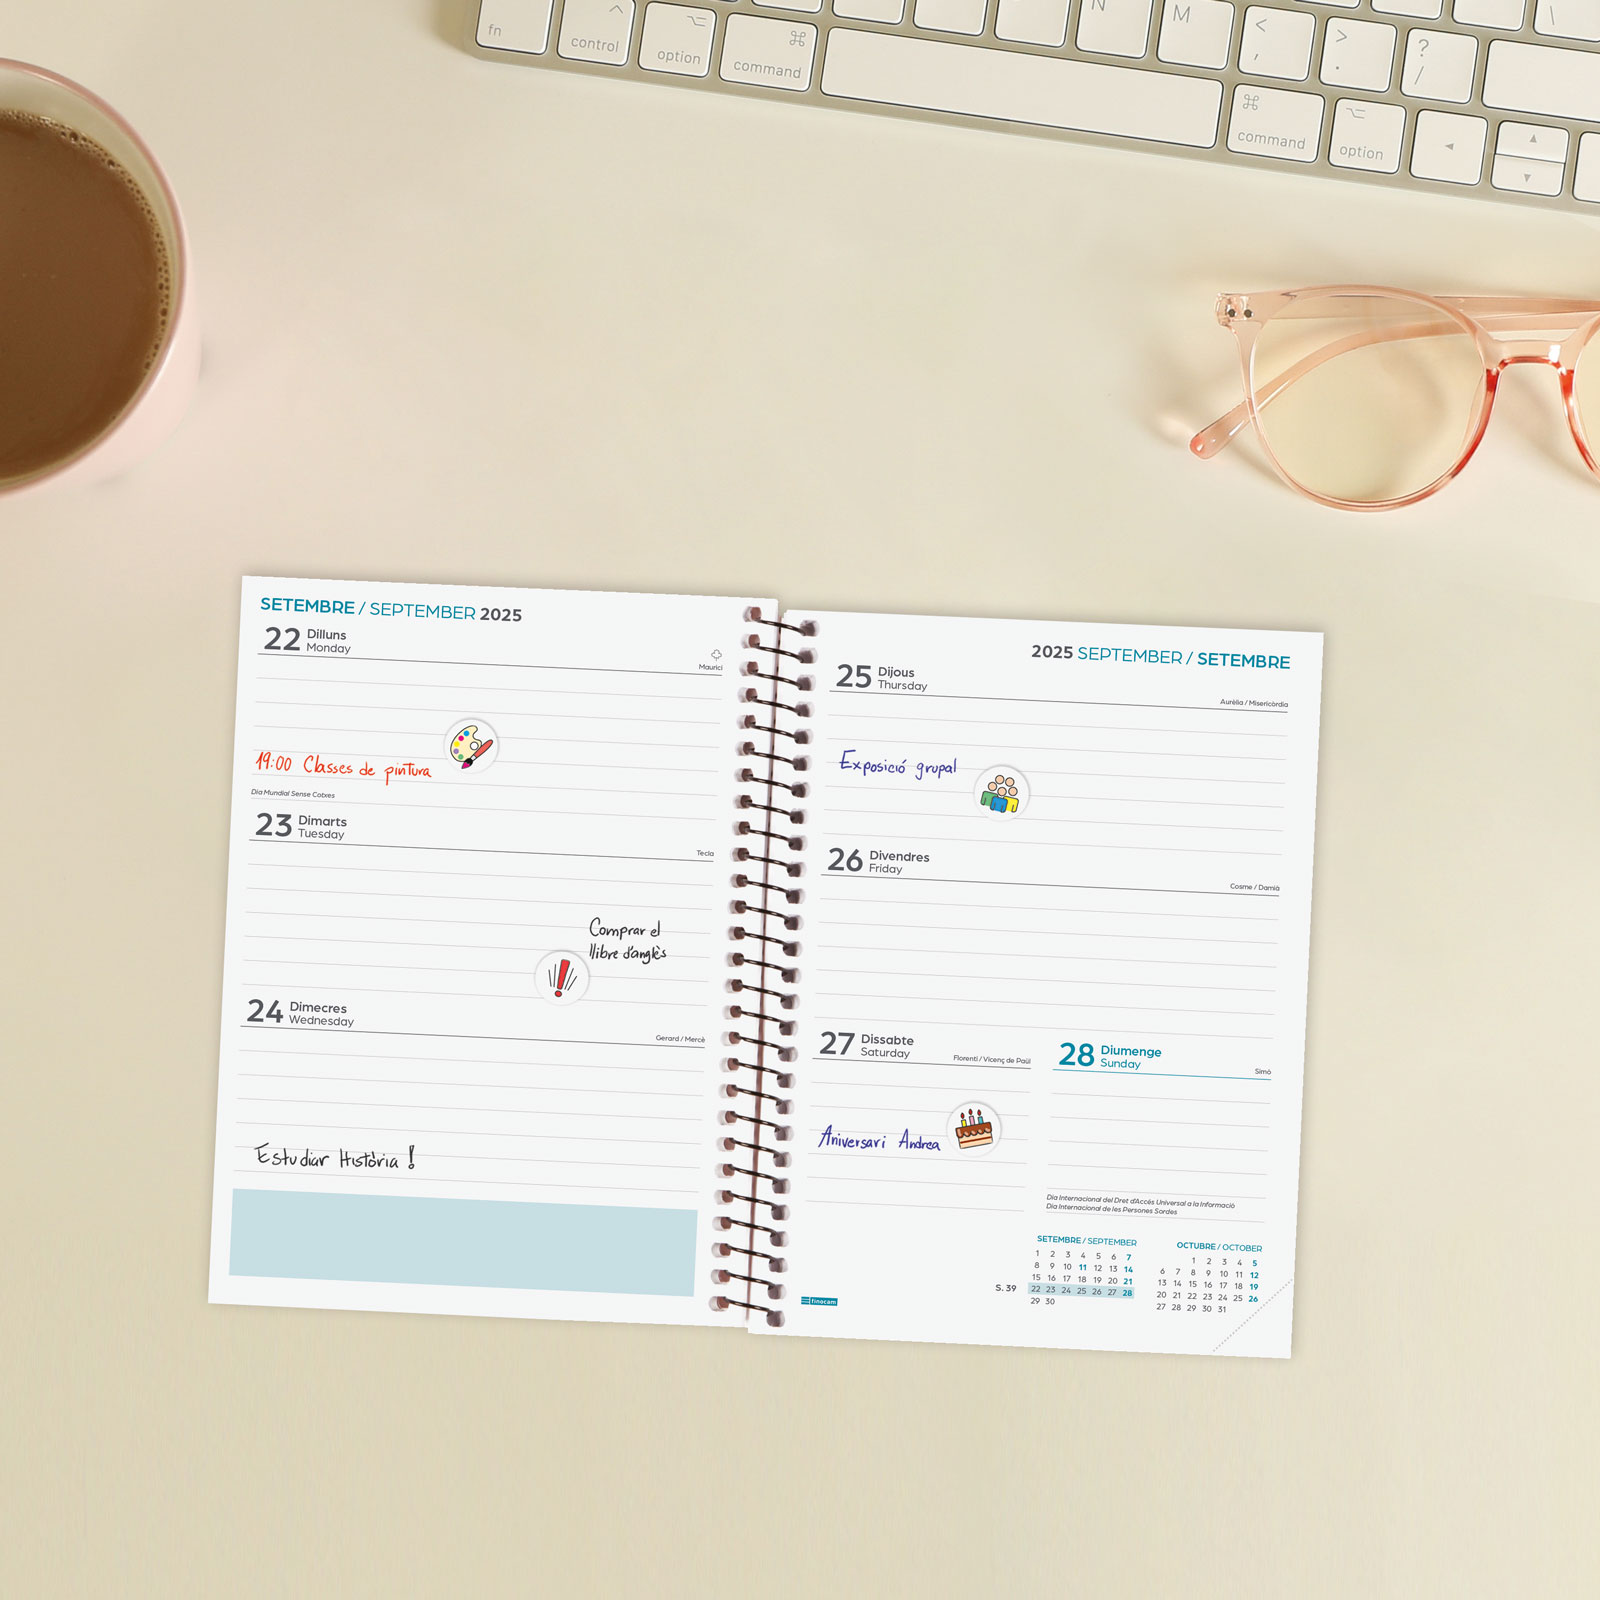 fn
control
option
command
N
M
<
,
>
.
?
/
\
command
option
SETEMBRE / SEPTEMBER 2025
22 Dilluns
Monday
Maurici
19:00 Classes de pintura
Dia Mundial Sense Cotxes
23 Dimarts
Tuesday
Tecla
Comprar el
llibre d'anglès
24 Dimecres
Wednesday
Gerard / Mercè
Estudiar Història !
2025 SEPTEMBER / SETEMBRE
25 Dijous
Thursday
Aurèlia / Misericòrdia
Exposició grupal
26 Divendres
Friday
Cosme / Damià
27 Dissabte
Saturday
Florentí / Vicenç de Paül
Aniversari Andrea
28 Diumenge
Sunday
Simó
Dia Internacional del Dret d'Accés Universal a la Informació
Dia Internacional de les Persones Sordes
SETEMBRE / SEPTEMBER
1 2 3 4 5 6 7
8 9 10 11 12 13 14
15 16 17 18 19 20 21
S. 39 22 23 24 25 26 27 28
29 30
OCTUBRE / OCTOBER
1 2 3 4 5
6 7 8 9 10 11 12
13 14 15 16 17 18 19
20 21 22 23 24 25 26
27 28 29 30 31
finocam